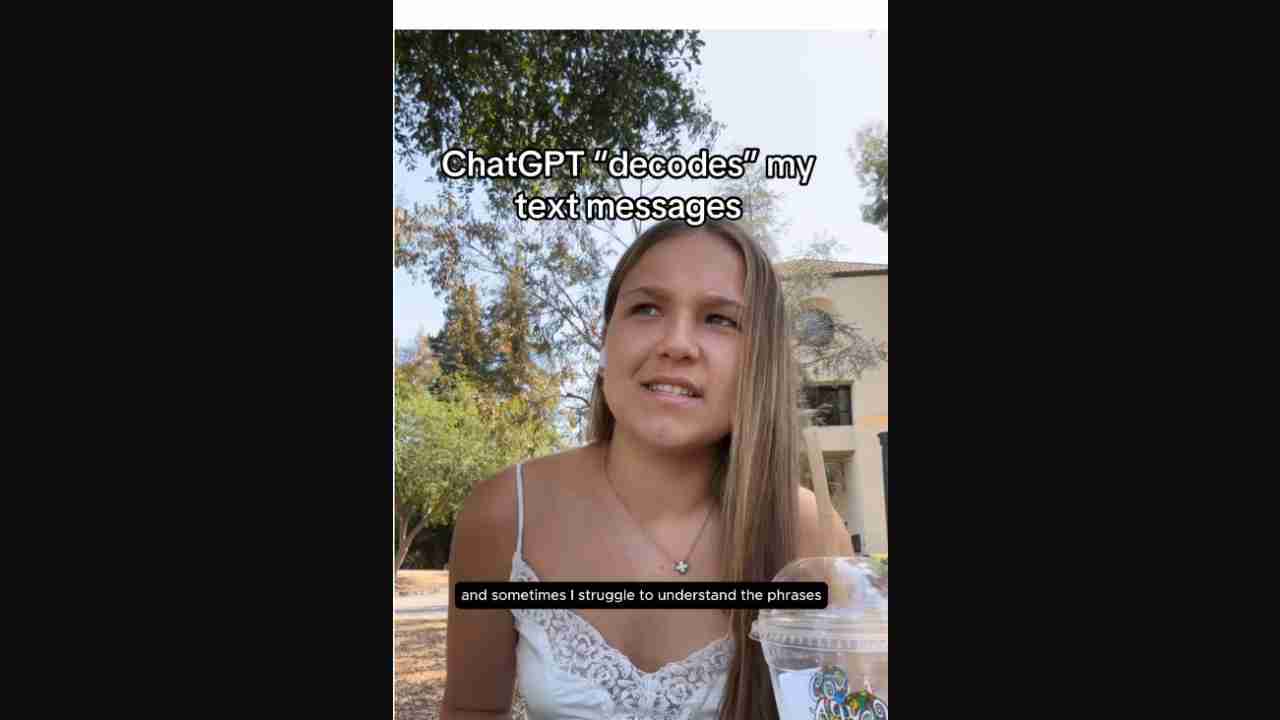 ChatGPT “decodes” my
text messages
and sometimes I struggle to understand the phrases